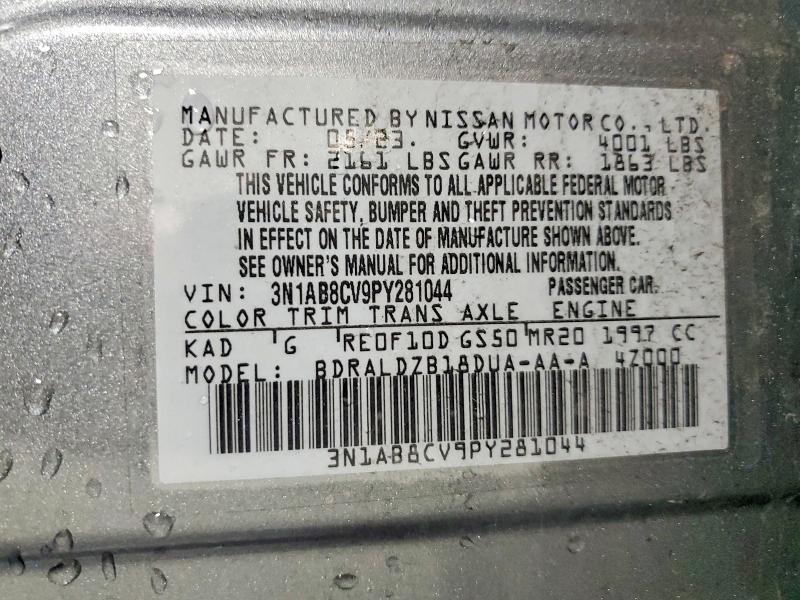 MANUFACTURED BY NISSAN MOTOR CO., LTD.
DATE: 05/23. GVWR: 4001 LBS
GAWR FR: 2161 LBS GAWR RR: 1863 LBS
THIS VEHICLE CONFORMS TO ALL APPLICABLE FEDERAL MOTOR
VEHICLE SAFETY, BUMPER AND THEFT PREVENTION STANDARDS
IN EFFECT ON THE DATE OF MANUFACTURE SHOWN ABOVE.
SEE OWNER'S MANUAL FOR ADDITIONAL INFORMATION.
VIN: 3N1AB8CV9PY281044 PASSENGER CAR.
COLOR TRIM TRANS AXLE ENGINE
KAD G RE0F10D GS50 MR20 1997 CC
MODEL: BDRALDZB18DUA-AA-A 4Z000
3N1AB8CV9PY281044